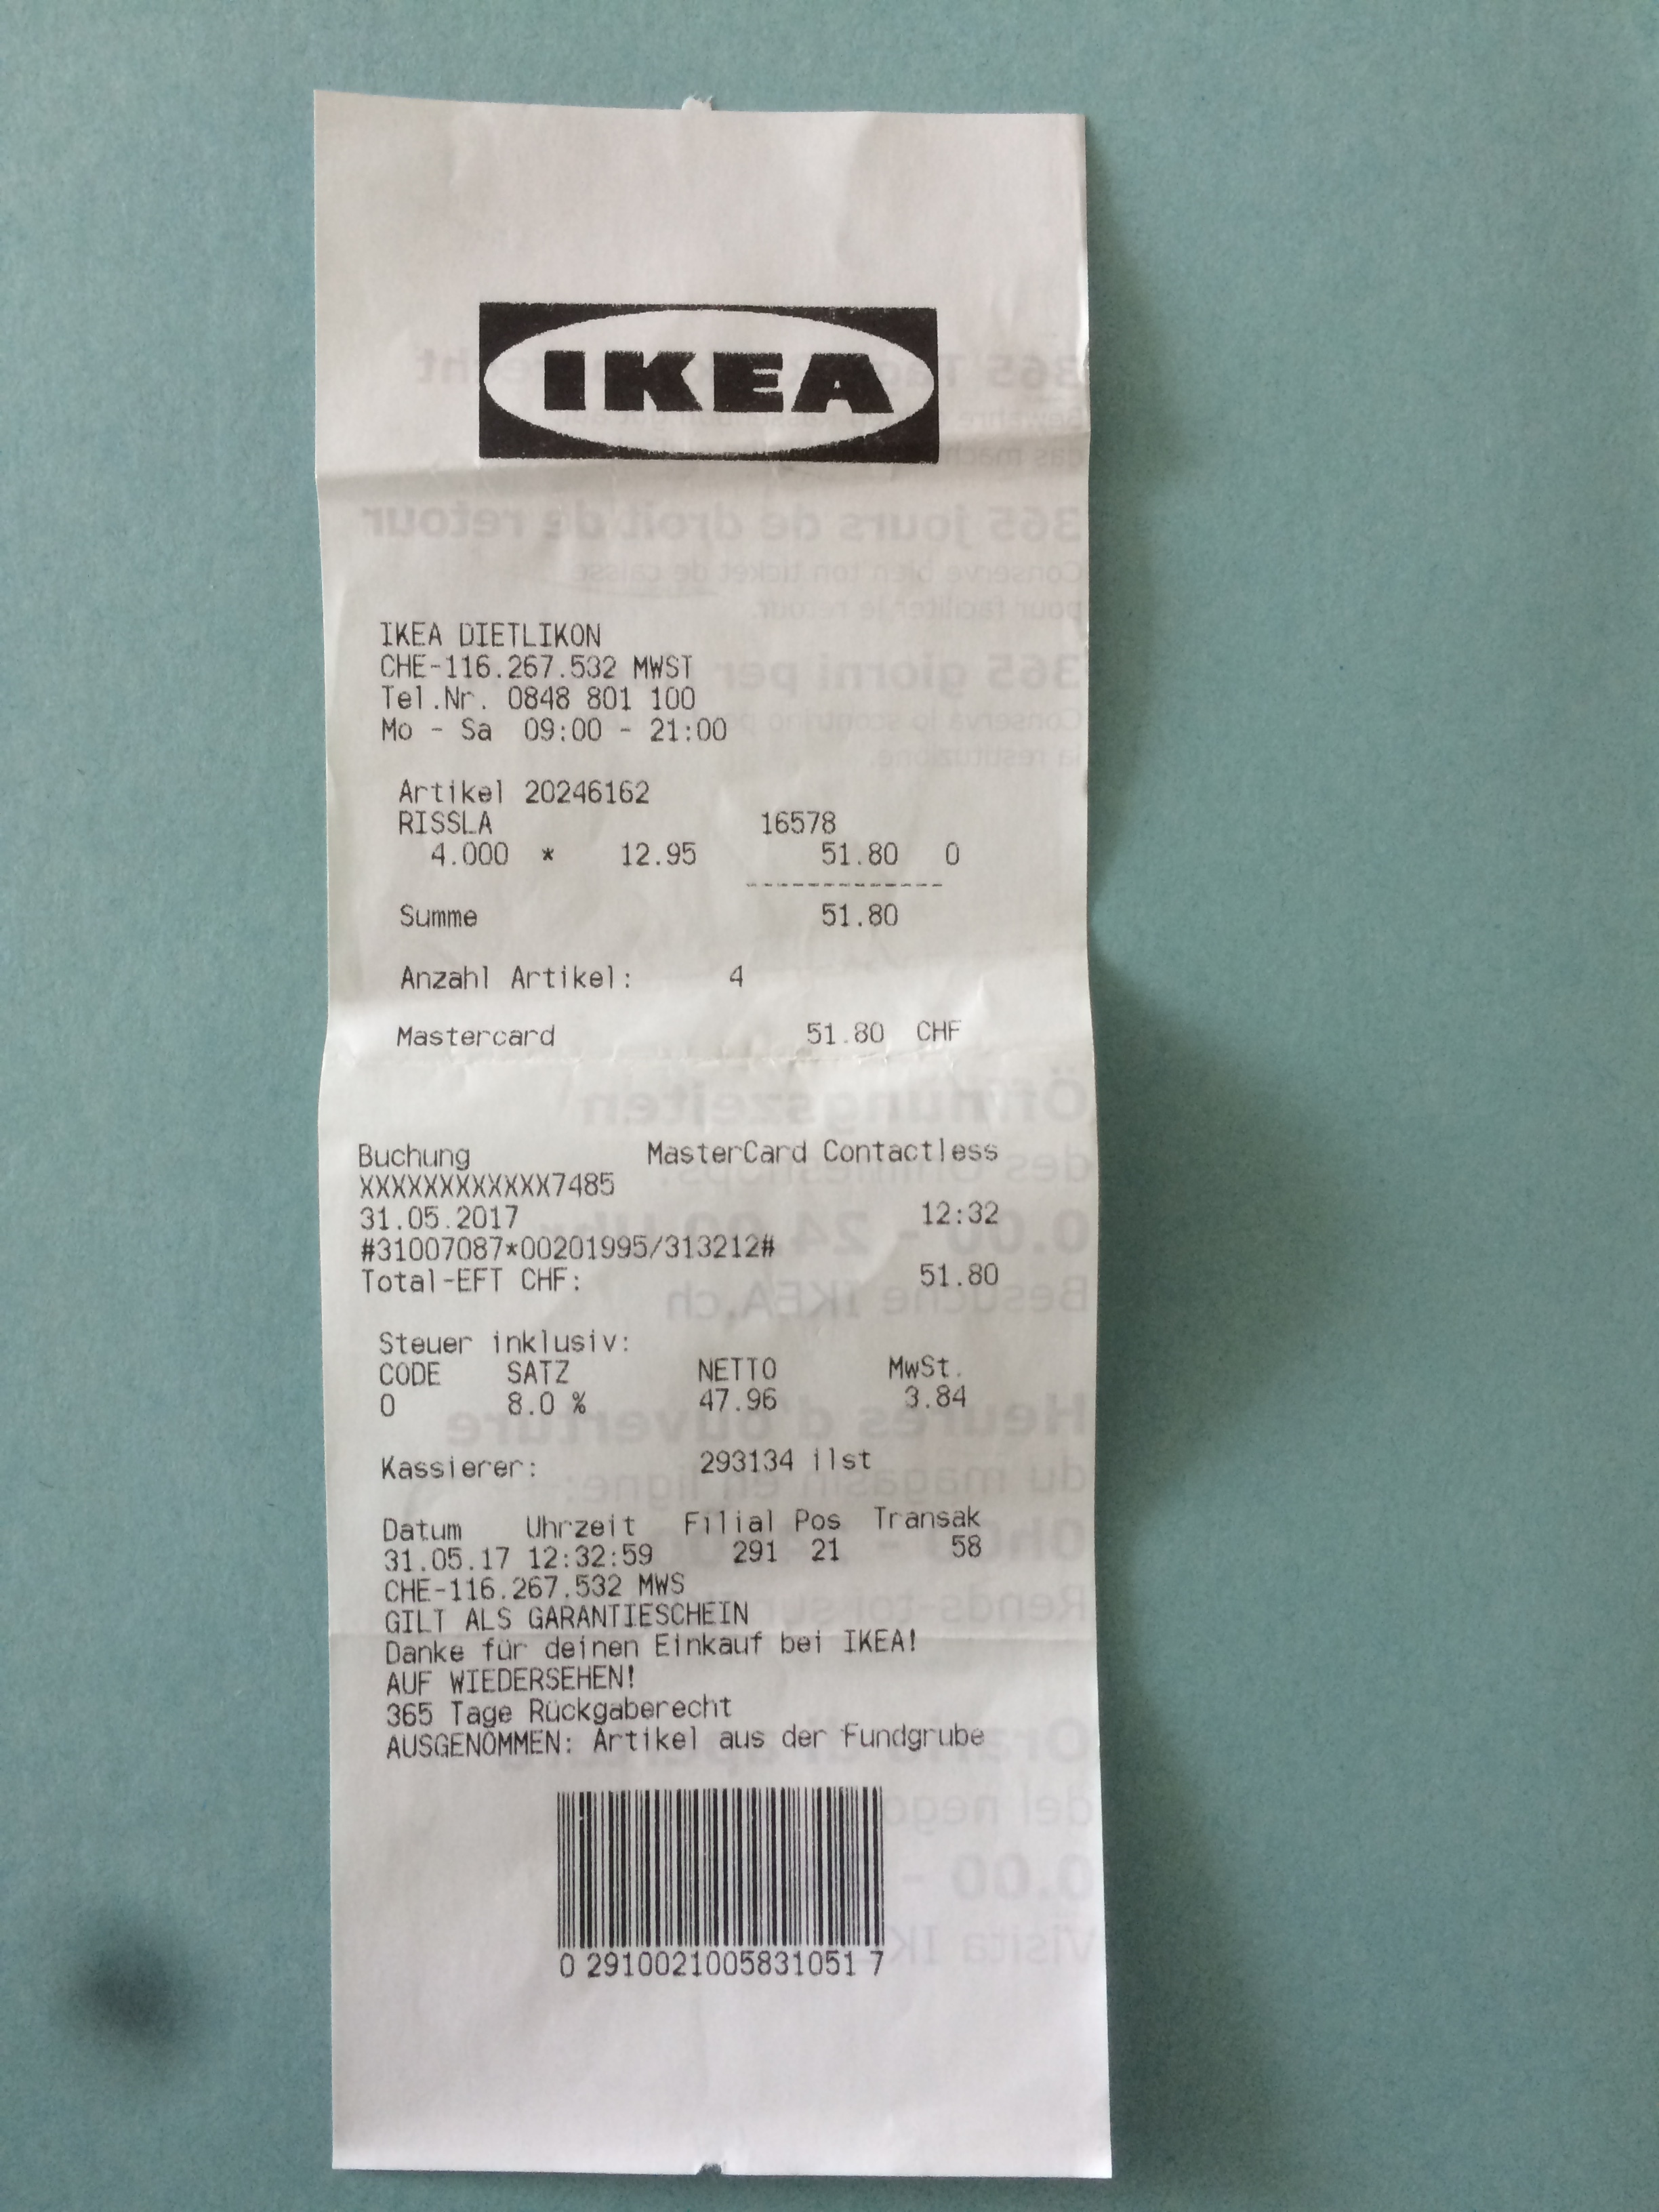 IKEA
IKEA DIETLIKON
CHE-116.267.532 MWST
Tel.Nr. 0848 801 100
Mo - Sa 09:00 - 21:00
Artikel 20246162
RISSLA 16578
4.000 * 12.95 51.80 0
------------
Summe 51.80
Anzahl Artikel: 4
Mastercard 51.80 CHF
Buchung MasterCard Contactless
XXXXXXXXXXXX7485
31.05.2017 12:32
#31007087*00201995/313212#
Total-EFT CHF: 51.80
Steuer inklusiv:
CODE SATZ NETTO MwSt.
0 8.0 % 47.96 3.84
Kassierer: 293134 ilst
Datum Uhrzeit Filial Pos Transak
31.05.17 12:32:59 291 21 58
CHE-116.267.532 MWS
GILT ALS GARANTIESCHEIN
Danke für deinen Einkauf bei IKEA!
AUF WIEDERSEHEN!
365 Tage Rückgaberecht
AUSGENOMMEN: Artikel aus der Fundgrube
0 2910021005831051 7